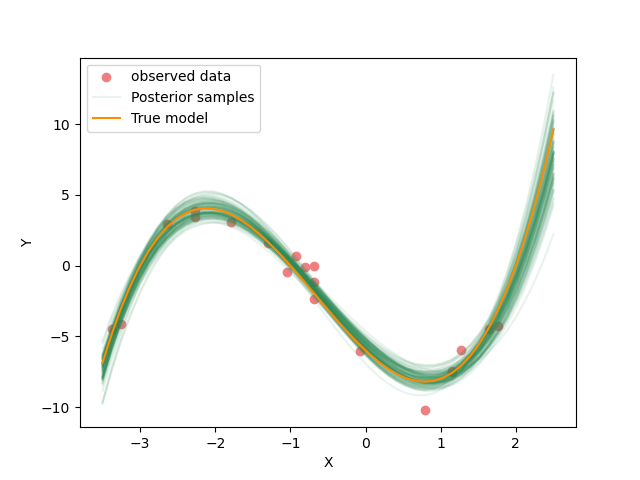 observed data
Posterior samples
True model
Y
10
5
0
−5
−10
−3
−2
−1
0
1
2
X